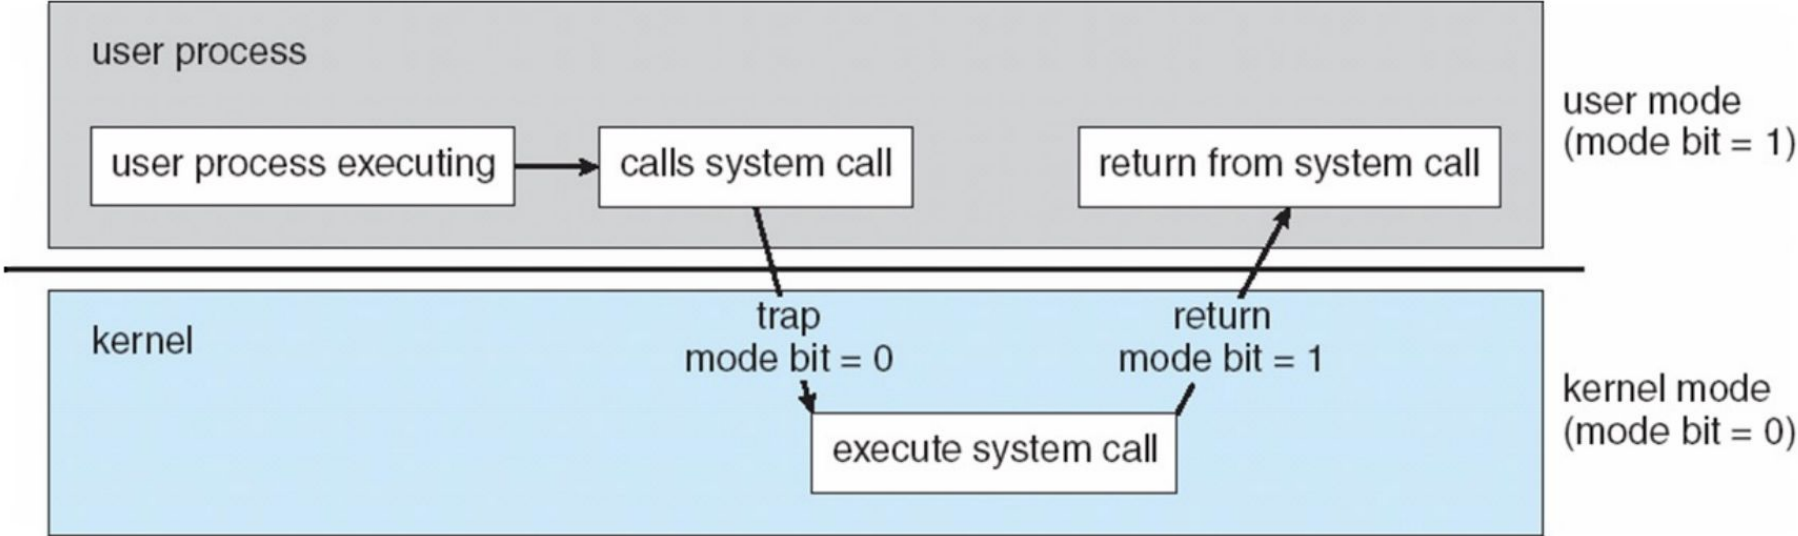 user process
user process executing
calls system call
return from system call
user mode
(mode bit = 1)
kernel
trap
mode bit = 0
return
mode bit = 1
execute system call
kernel mode
(mode bit = 0)